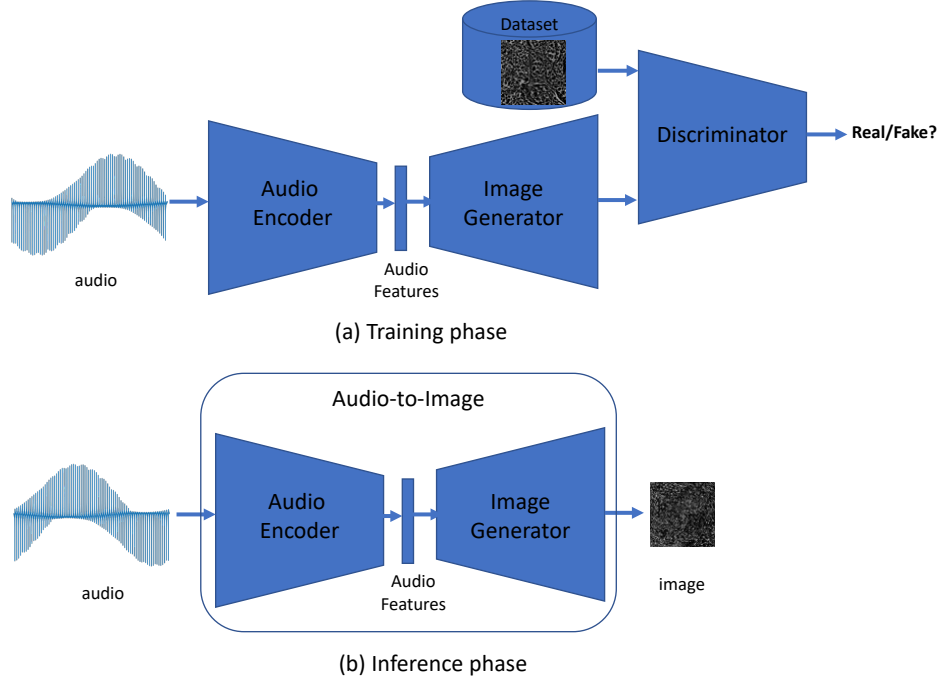 Dataset
Discriminator
Real/Fake?
Audio
Encoder
Image
Generator
audio
Audio
Features
(a) Training phase
Audio-to-Image
Audio
Encoder
Image
Generator
audio
Audio
Features
image
(b) Inference phase